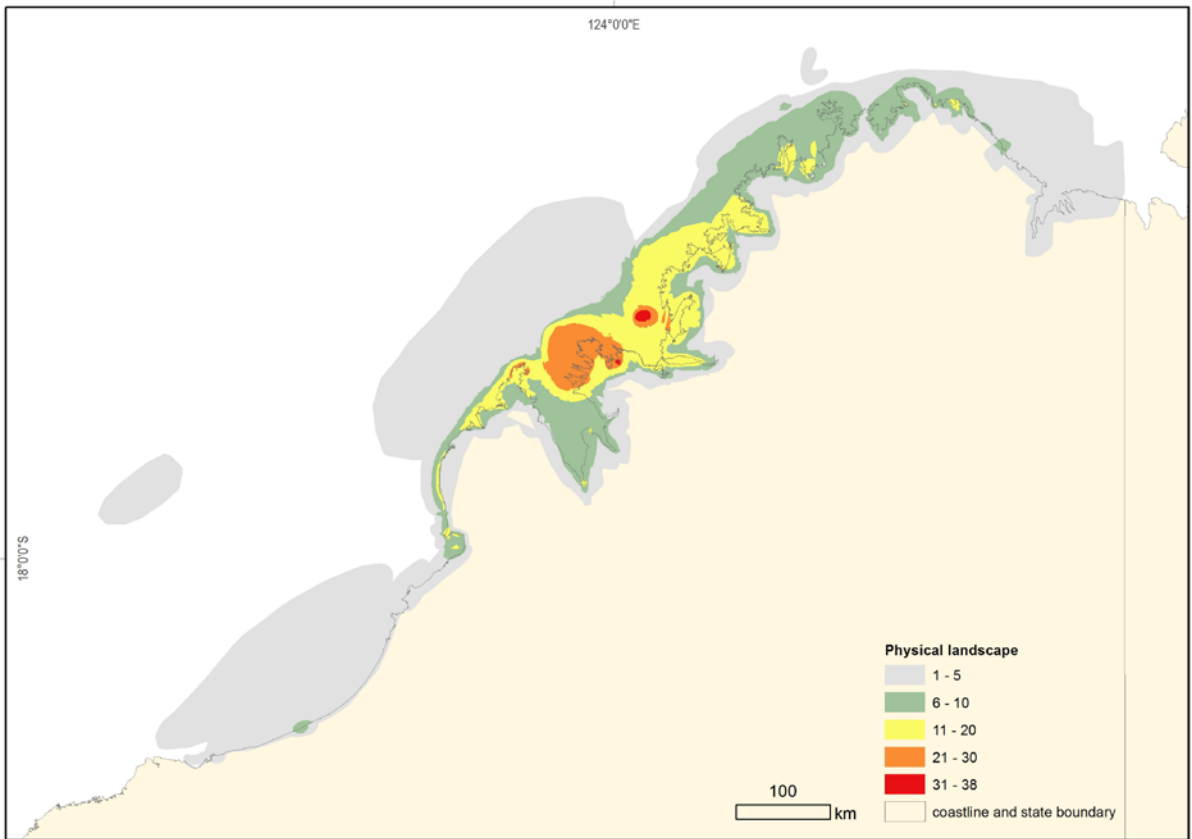 124°0'0"E
18°0'0"S
Physical landscape
1 - 5
6 - 10
11 - 20
21 - 30
31 - 38
coastline and state boundary
100
km